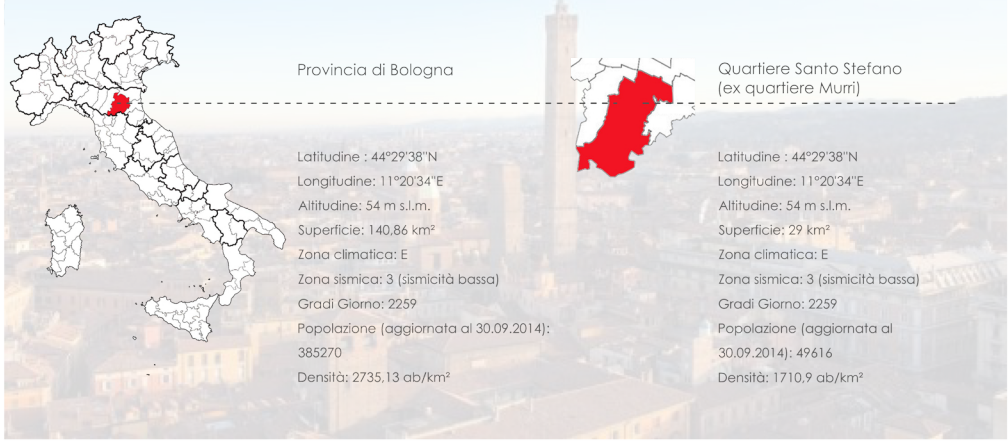 Provincia di Bologna
Latitudine : 44°29'38"N
Longitudine: 11°20'34"E
Altitudine: 54 m s.l.m.
Superficie: 140,86 km²
Zona climatica: E
Zona sismica: 3 (sismicità bassa)
Gradi Giorno: 2259
Popolazione (aggiornata al 30.09.2014):
385270
Densità: 2735,13 ab/km²
Quartiere Santo Stefano
(ex quartiere Murri)
Latitudine : 44°29'38"N
Longitudine: 11°20'34"E
Altitudine: 54 m s.l.m.
Superficie: 29 km²
Zona climatica: E
Zona sismica: 3 (sismicità bassa)
Gradi Giorno: 2259
Popolazione (aggiornata al
30.09.2014): 49616
Densità: 1710,9 ab/km²